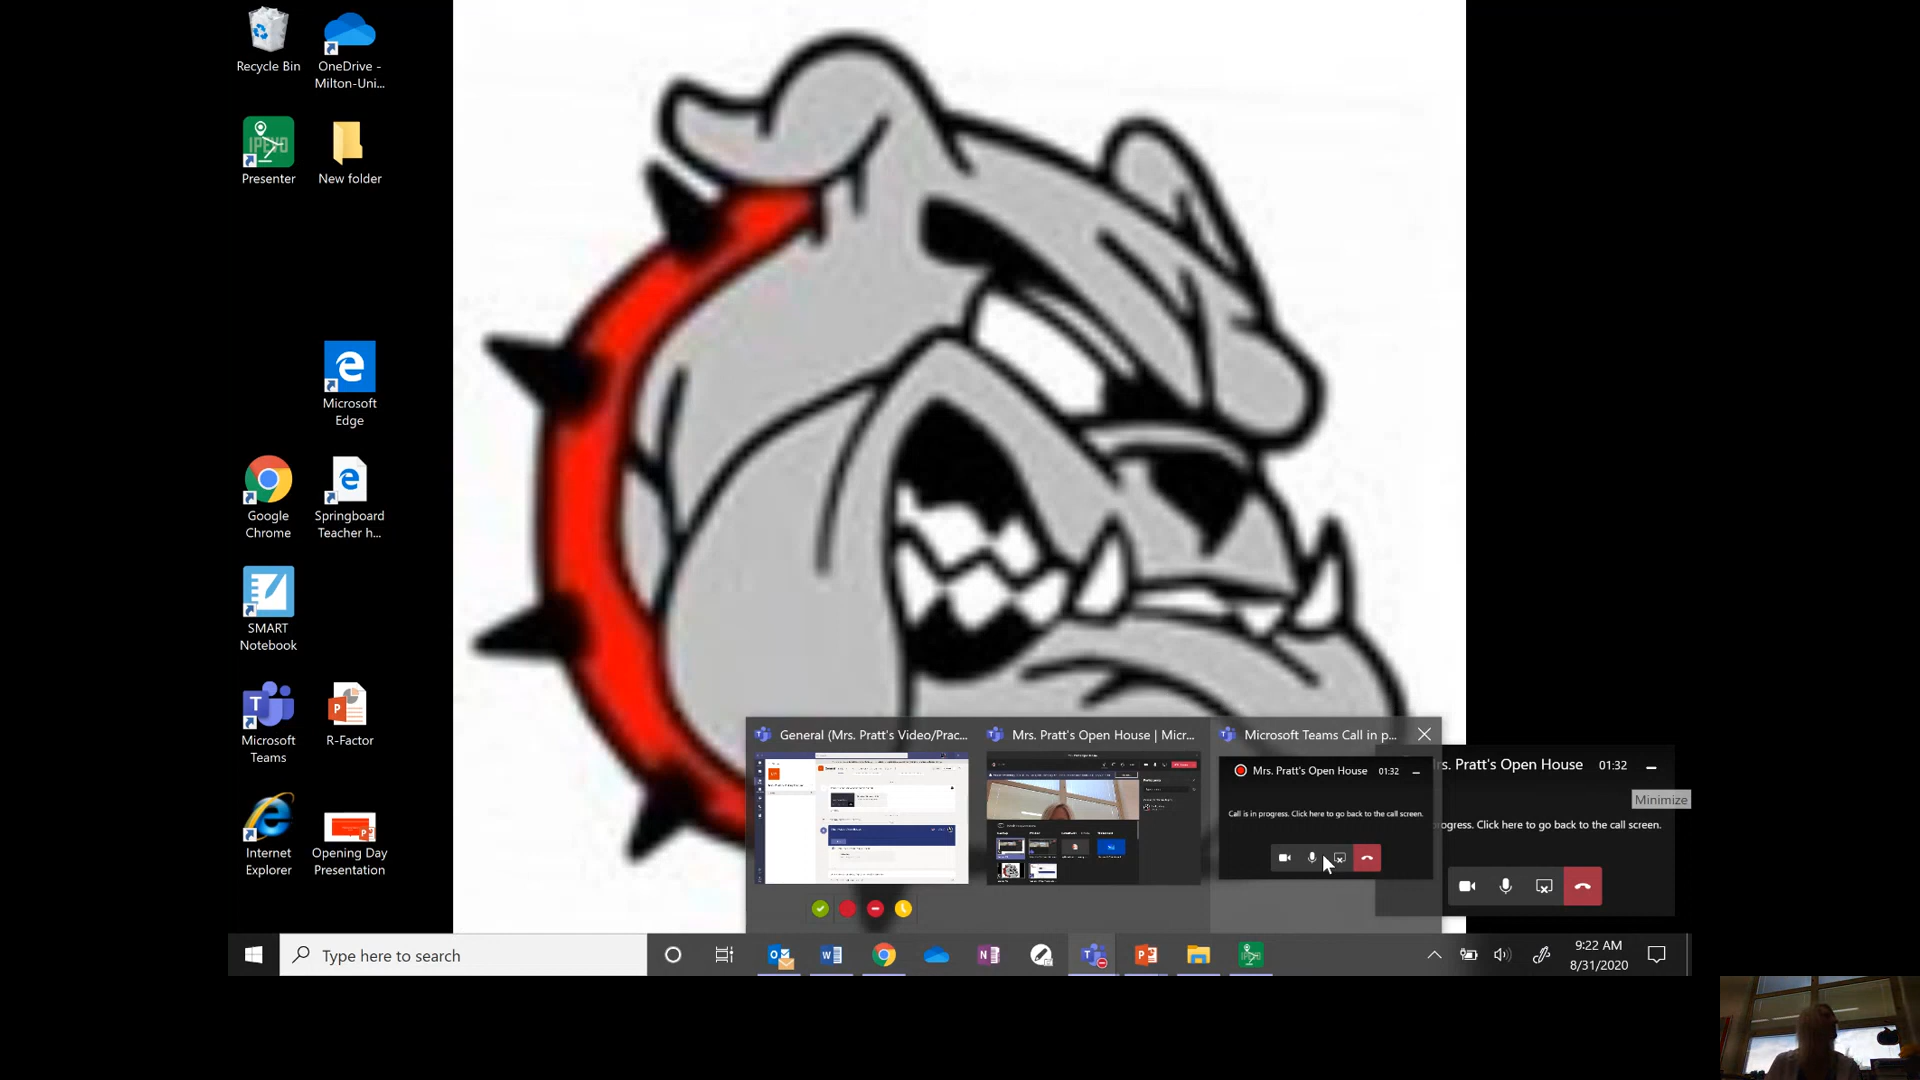 Recycle Bin
OneDrive -
Milton-Uni...
IPEVO
Presenter
New folder
Microsoft
Edge
Google
Chrome
Springboard
Teacher h...
SMART
Notebook
Microsoft
Teams
R-Factor
Internet
Explorer
Opening Day
Presentation
General (Mrs. Pratt's Video/Prac...
Mrs. Pratt's Open House | Micr...
Microsoft Teams Call in p...
Mrs. Pratt's Open House 01:32
Call is in progress. Click here to go back to the call screen.
rs. Pratt's Open House 01:32
Minimize
progress. Click here to go back to the call screen.
Type here to search
9:22 AM
8/31/2020